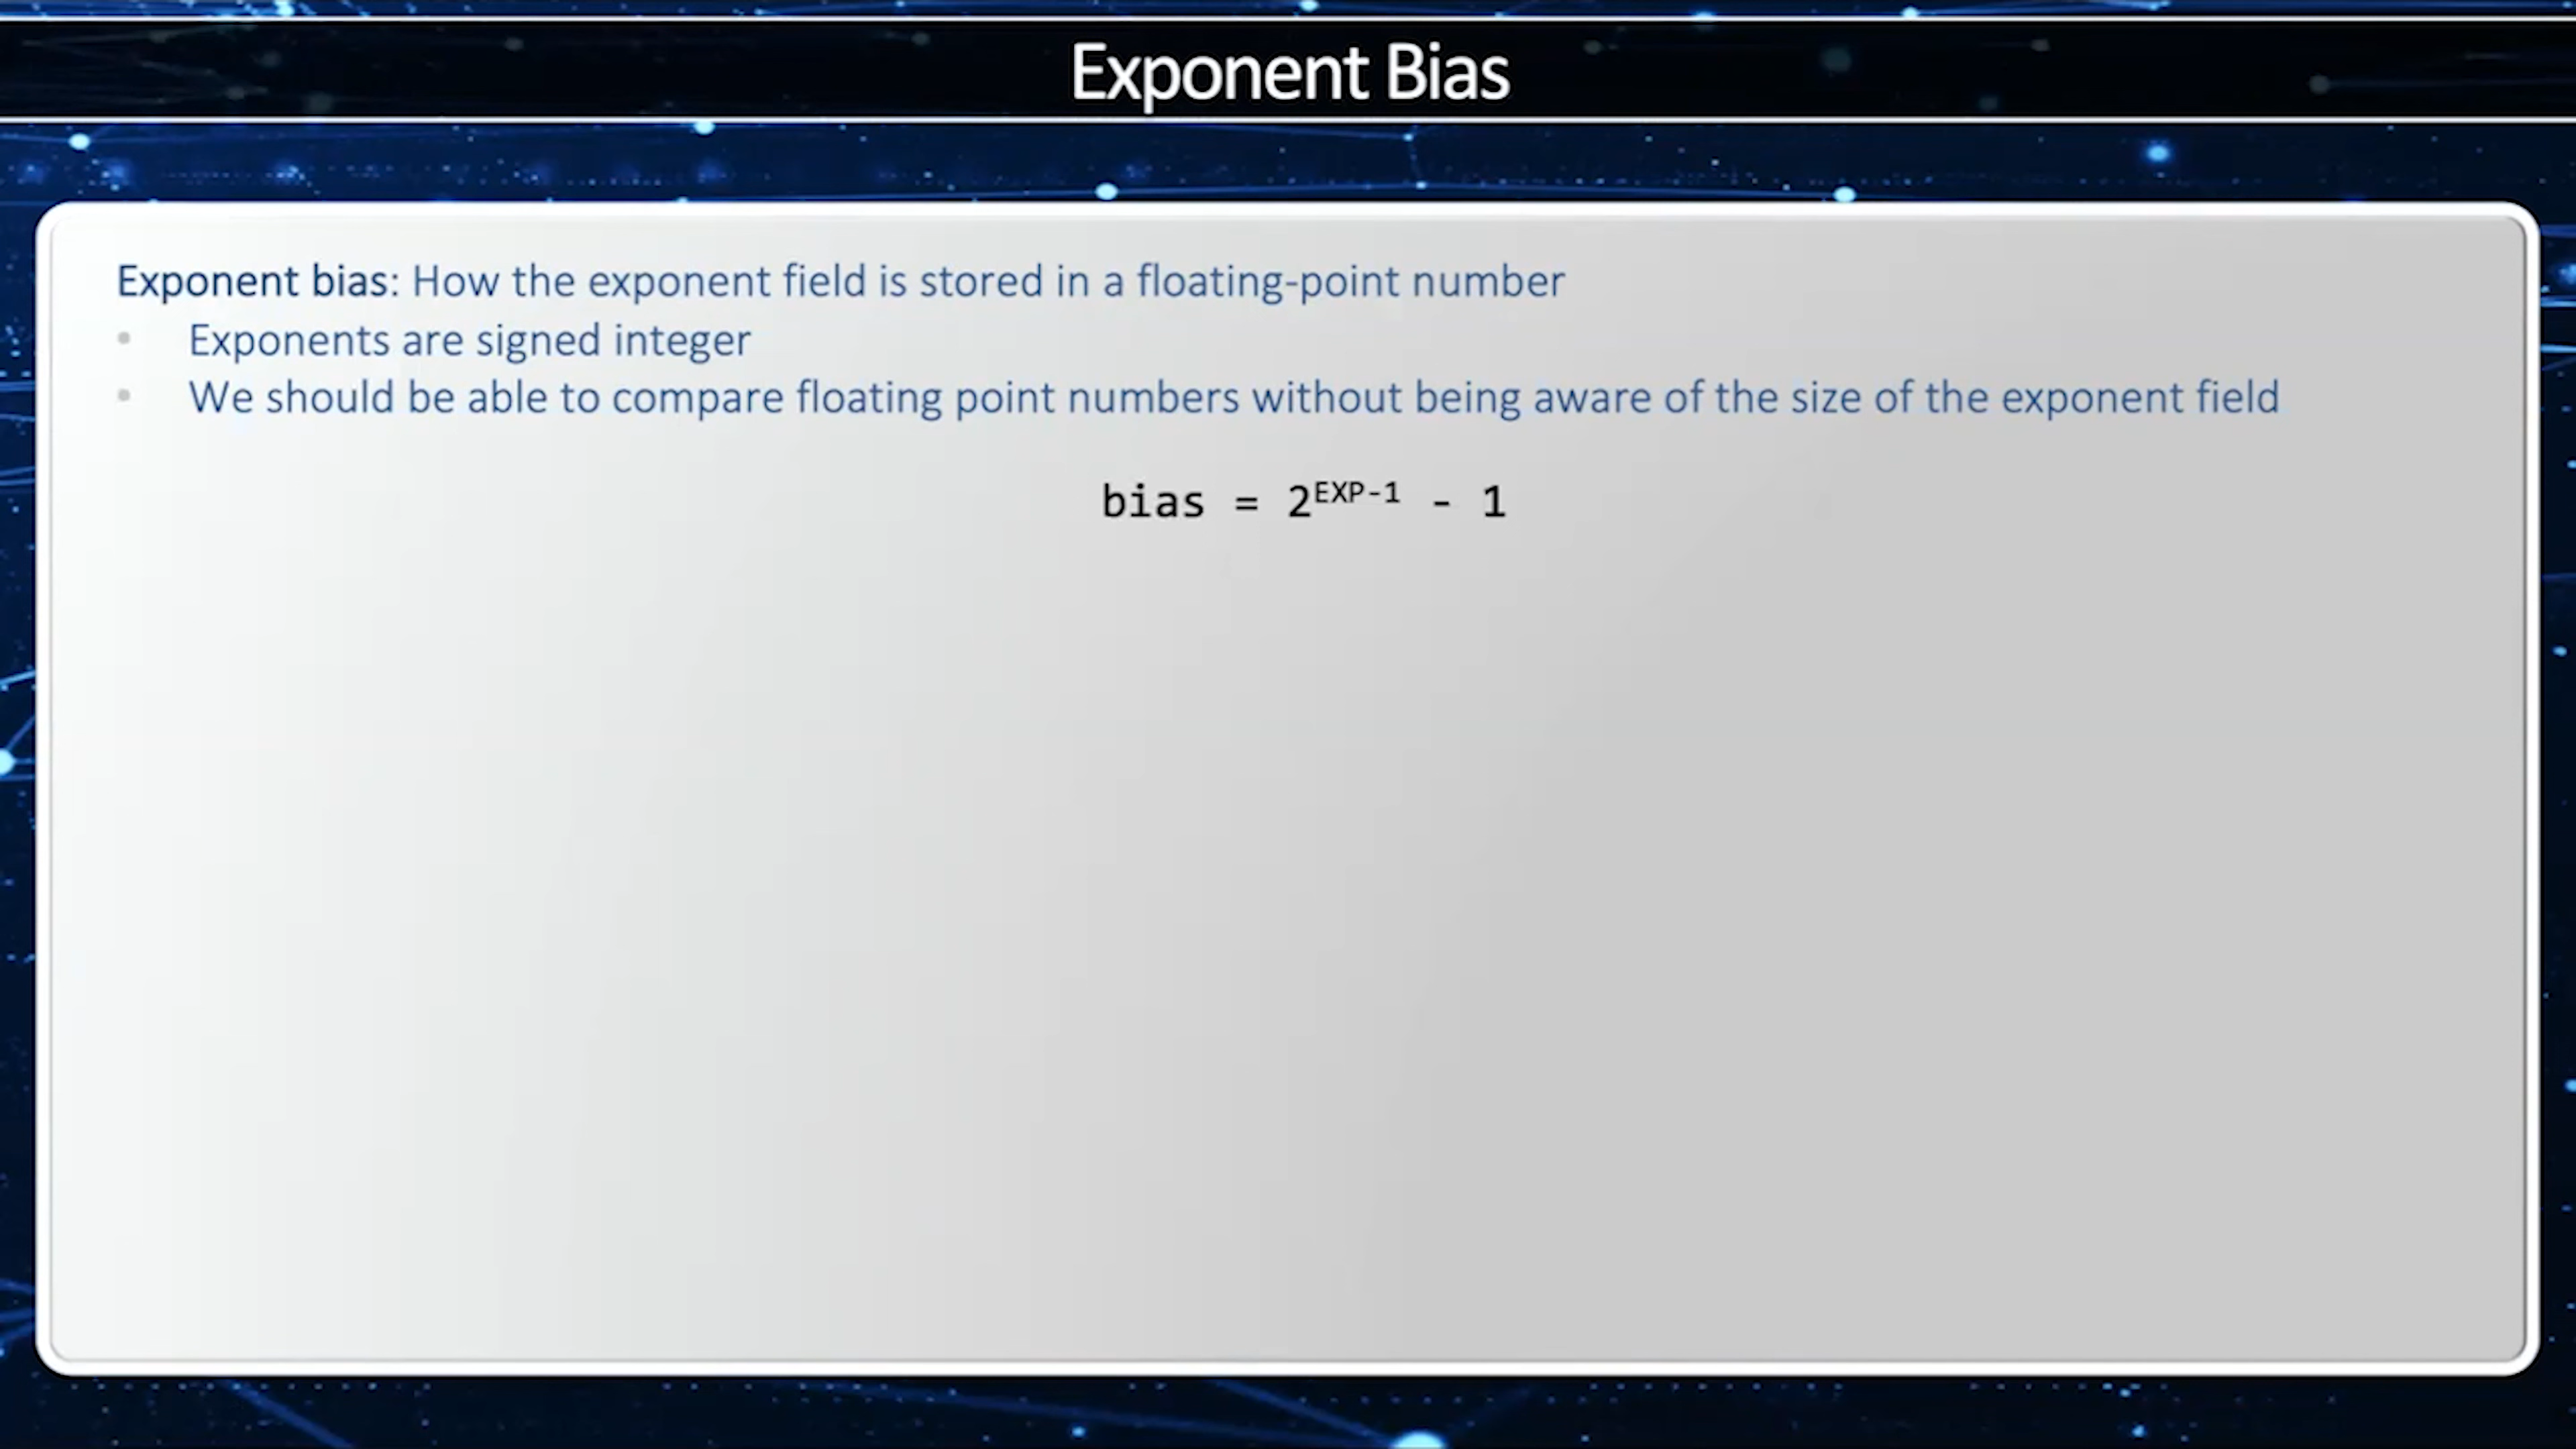 Exponent Bias
Exponent bias: How the exponent field is stored in a floating-point number
• Exponents are signed integer
• We should be able to compare floating point numbers without being aware of the size of the exponent field
bias = 2^EXP-1 - 1